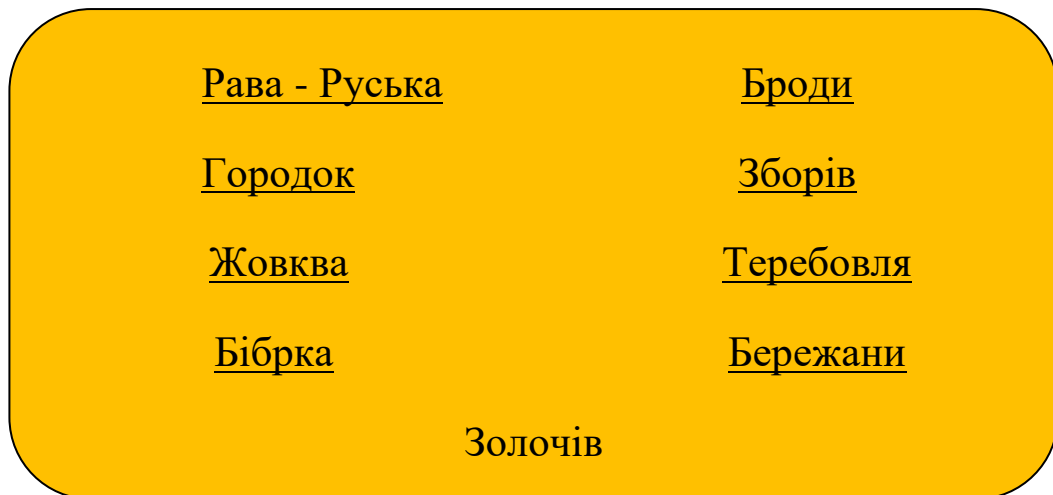 Рава - Руська Броди
Городок Зборів
Жовква Теребовля
Бібрка Бережани
Золочів